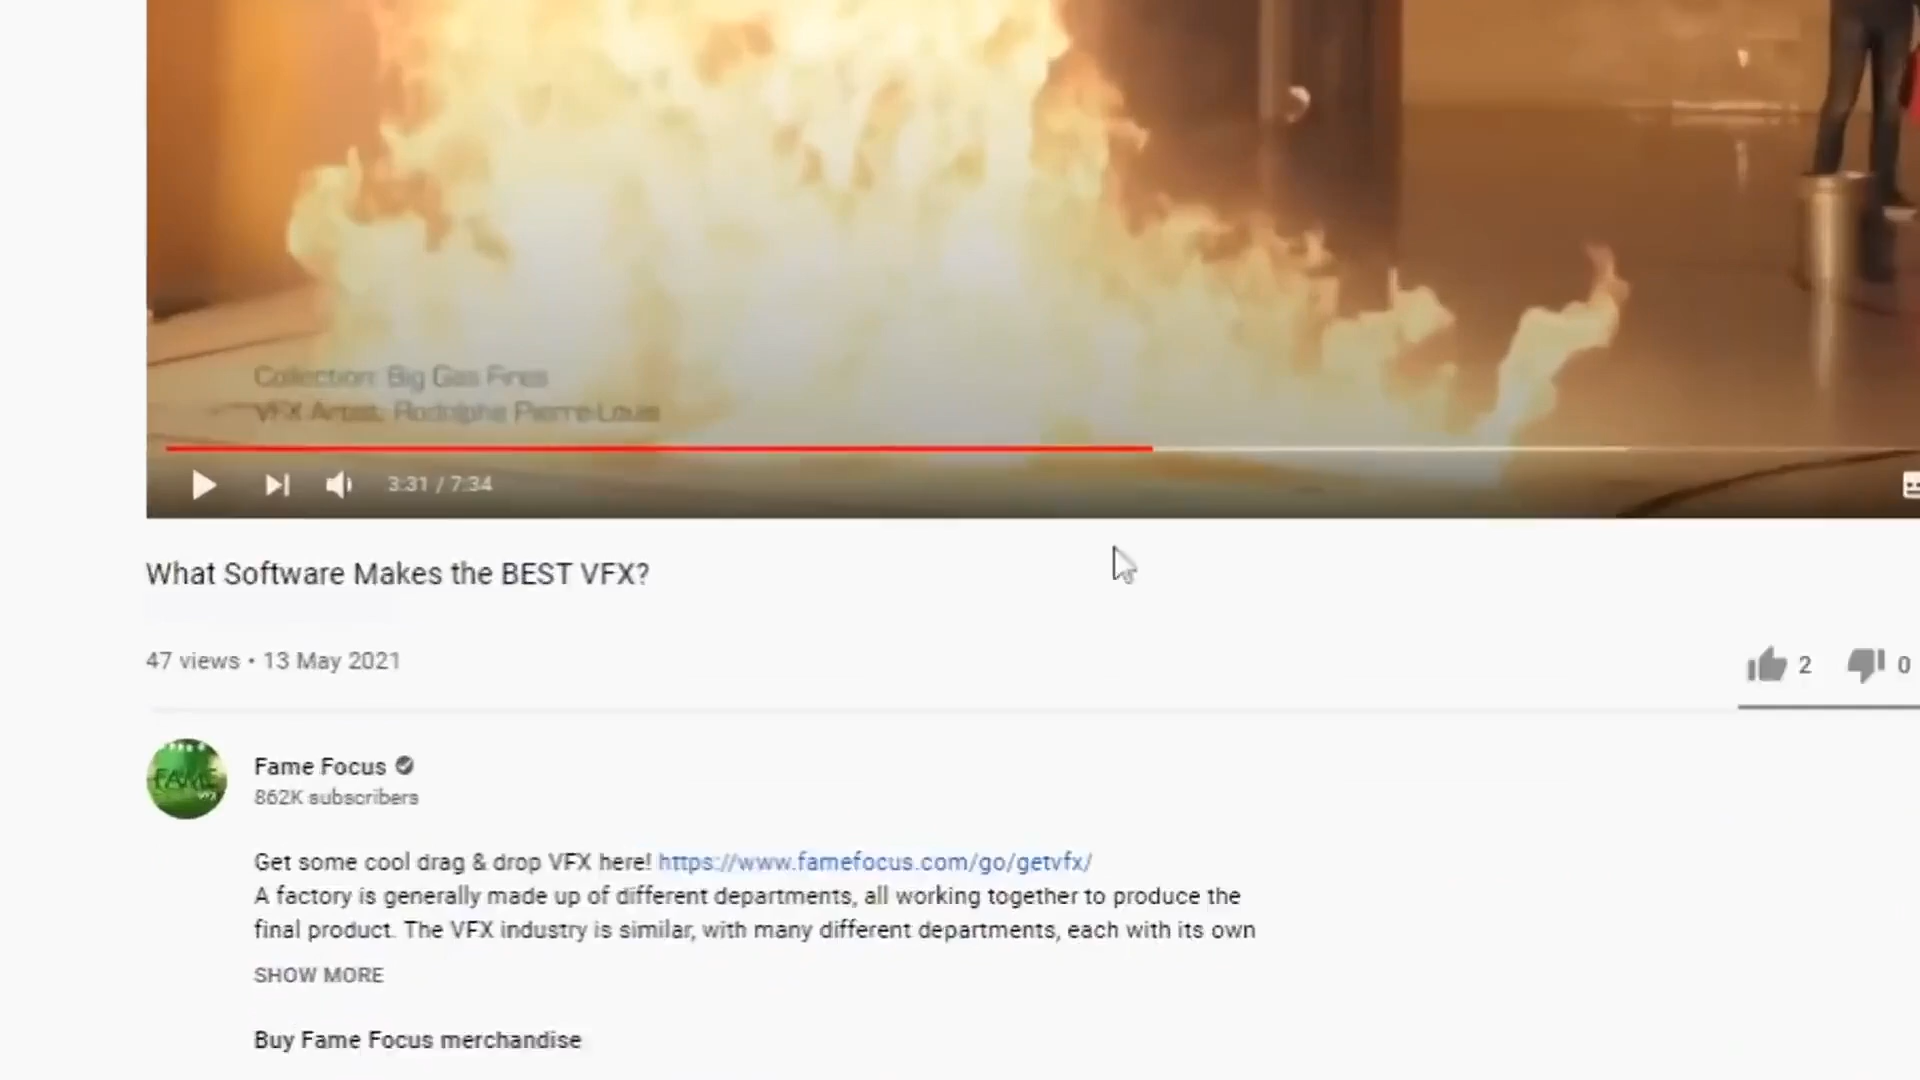 Collection: Big Gas Fires
VFX Artist: Rodolphe Pierre-Louis
3:31 / 7:34
What Software Makes the BEST VFX?
47 views • 13 May 2021
2
0
FAME
VFX
Fame Focus
862K subscribers
Get some cool drag & drop VFX here! https://www.famefocus.com/go/getvfx/
A factory is generally made up of different departments, all working together to produce the
final product. The VFX industry is similar, with many different departments, each with its own
SHOW MORE
Buy Fame Focus merchandise